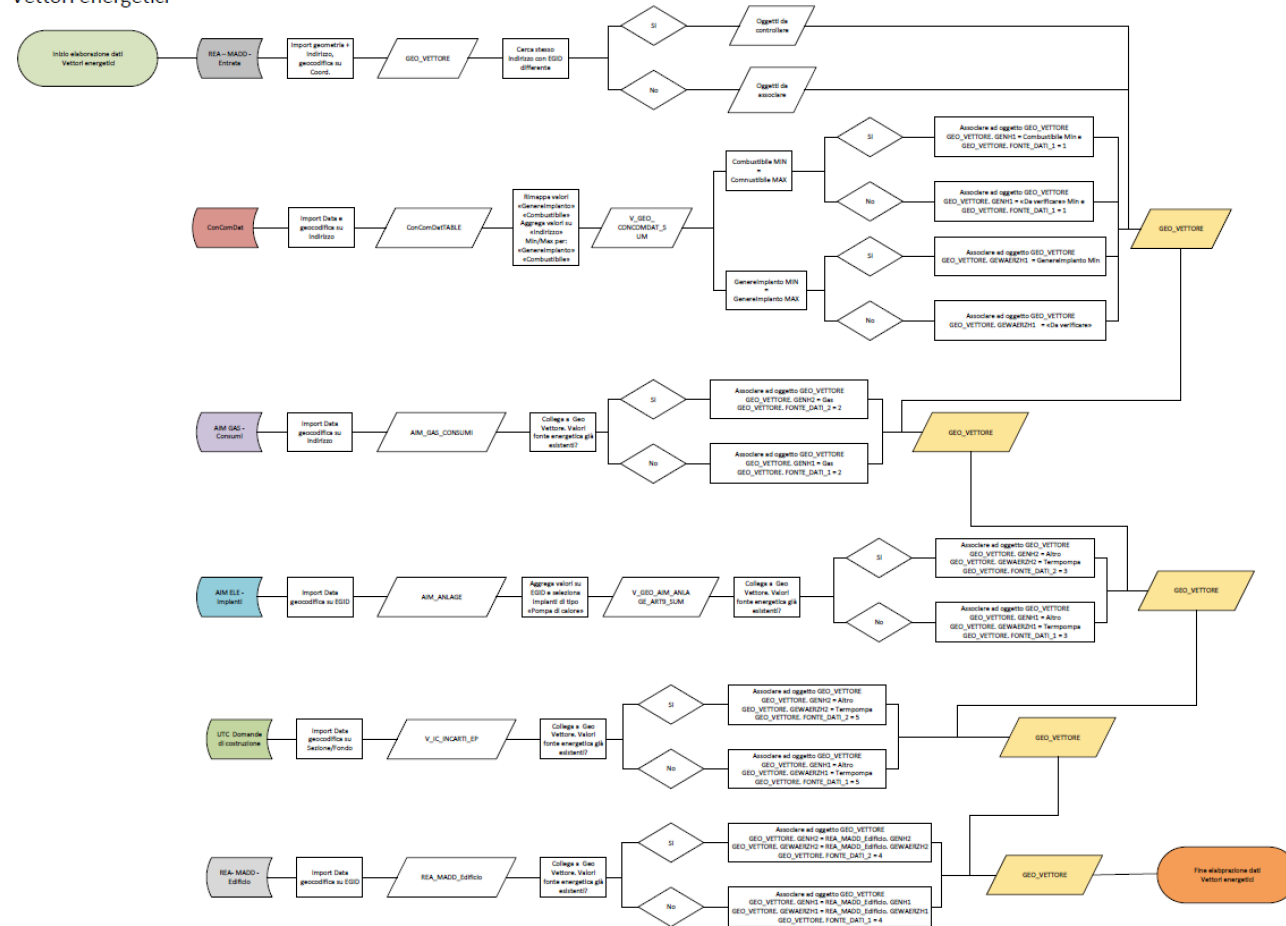 Vettori energetici
Inizio elaborazione dati
Vettori energetici
REA – MADD -
Entrata
Import geometria +
Indirizzo,
geocodifica su
Coord.
GEO_VETTORE
Cerca stesso
Indirizzo con EGID
differente
SI
Oggetti da
controllare
No
Oggetti da
associare
ConComDat
Import Data e
geocodifica su
Indirizzo
ConComDatTABLE
Rimappa valori
«GenereImpianto»
«Combustibile»
Aggrega valori su
«Indirizzo»
Min/Max per:
«GenereImpianto»
«Combustibile»
V_GEO_
CONCOMDAT_S
UM
Combustibile MIN
=
Comnustibile MAX
SI
Associare ad oggetto GEO_VETTORE
GEO_VETTORE. GENH1 = Combustibile Min e
GEO_VETTORE. FONTE_DATI_1 = 1
No
Associare ad oggetto GEO_VETTORE
GEO_VETTORE. GENH1 = «Da verificare» Min e
GEO_VETTORE. FONTE_DATI_1 = 1
GenereImpianto MIN
=
GenereImpianto MAX
SI
Associare ad oggetto GEO_VETTORE
GEO_VETTORE. GEWAERZH1 = GenereImpianto Min
No
Associare ad oggetto GEO_VETTORE
GEO_VETTORE. GEWAERZH1 = «Da verificare»
GEO_VETTORE
AIM GAS -
Consumi
Import Data
geocodifica su
Indirizzo
AIM_GAS_CONSUMI
Collega a Geo
Vettore. Valori
fonte energetica già
esistenti?
SI
Associare ad oggetto GEO_VETTORE
GEO_VETTORE. GENH2 = Gas
GEO_VETTORE. FONTE_DATI_2 = 2
No
Associare ad oggetto GEO_VETTORE
GEO_VETTORE. GENH1 = Gas
GEO_VETTORE. FONTE_DATI_1 = 2
GEO_VETTORE
AIM ELE -
Impianti
Import Data
geocodifica su EGID
AIM_ANLAGE
Aggrega valori su
EGID e seleziona
Impianti di tipo
«Pompa di calore»
V_GEO_AIM_ANLA
GE_ART9_SUM
Collega a Geo
Vettore. Valori
fonte energetica già
esistenti?
SI
Associare ad oggetto GEO_VETTORE
GEO_VETTORE. GENH2 = Altro
GEO_VETTORE. GEWAERZH2 = Termpompa
GEO_VETTORE. FONTE_DATI_2 = 3
No
Associare ad oggetto GEO_VETTORE
GEO_VETTORE. GENH1 = Altro
GEO_VETTORE. GEWAERZH1 = Termpompa
GEO_VETTORE. FONTE_DATI_1 = 3
GEO_VETTORE
UTC Domande
di costruzione
Import Data
geocodifica su
Sezione/Fondo
V_IC_INCARTI_EP
Collega a Geo
Vettore. Valori
fonte energetica già
esistenti?
SI
Associare ad oggetto GEO_VETTORE
GEO_VETTORE. GENH2 = Altro
GEO_VETTORE. GEWAERZH2 = Termpompa
GEO_VETTORE. FONTE_DATI_2 = 5
No
Associare ad oggetto GEO_VETTORE
GEO_VETTORE. GENH1 = Altro
GEO_VETTORE. GEWAERZH1 = Termpompa
GEO_VETTORE. FONTE_DATI_1 = 5
GEO_VETTORE
REA- MADD -
Edificio
Import Data
geocodifica su EGID
REA_MADD_Edificio
Collega a Geo
Vettore. Valori
fonte energetica già
esistenti?
SI
Associare ad oggetto GEO_VETTORE
GEO_VETTORE. GENH2 = REA_MADD_Edificio. GENH2
GEO_VETTORE. GEWAERZH2 = REA_MADD_Edificio. GEWAERZH2
GEO_VETTORE. FONTE_DATI_2 = 4
No
Associare ad oggetto GEO_VETTORE
GEO_VETTORE. GENH1 = REA_MADD_Edificio. GENH1
GEO_VETTORE. GEWAERZH1 = REA_MADD_Edificio. GEWAERZH1
GEO_VETTORE. FONTE_DATI_1 = 4
GEO_VETTORE
Fine elabprazione dati
Vettori energetici